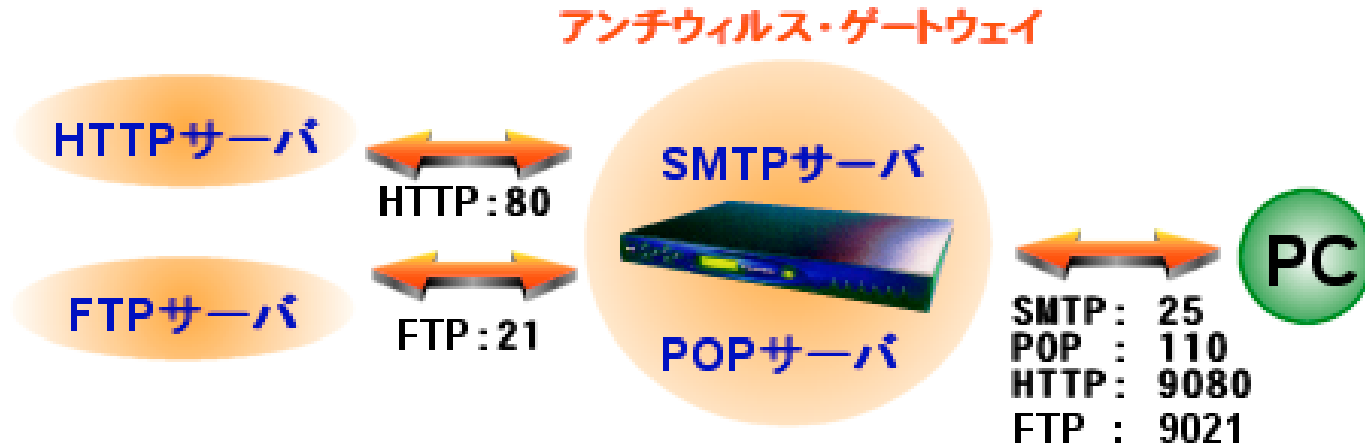 アンチウィルス・ゲートウェイ
HTTPサーバ
HTTP:80
FTPサーバ
FTP:21
SMTPサーバ
POPサーバ
PC
SMTP: 25
POP : 110
HTTP: 9080
FTP : 9021